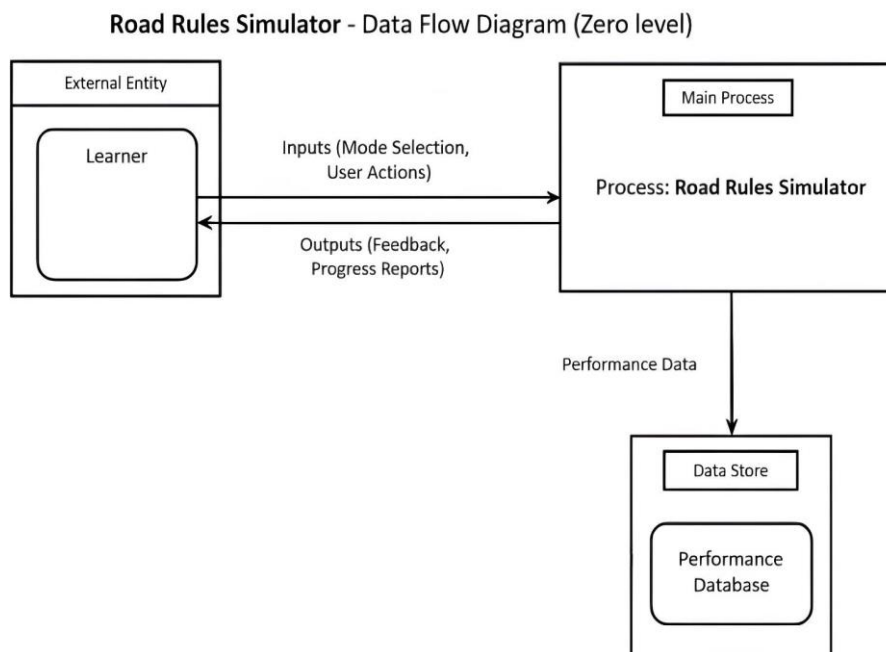 Road Rules Simulator - Data Flow Diagram (Zero level)
External Entity
Learner
Inputs (Mode Selection,
User Actions)
Outputs (Feedback,
Progress Reports)
Main Process
Process: Road Rules Simulator
Performance Data
Data Store
Performance
Database